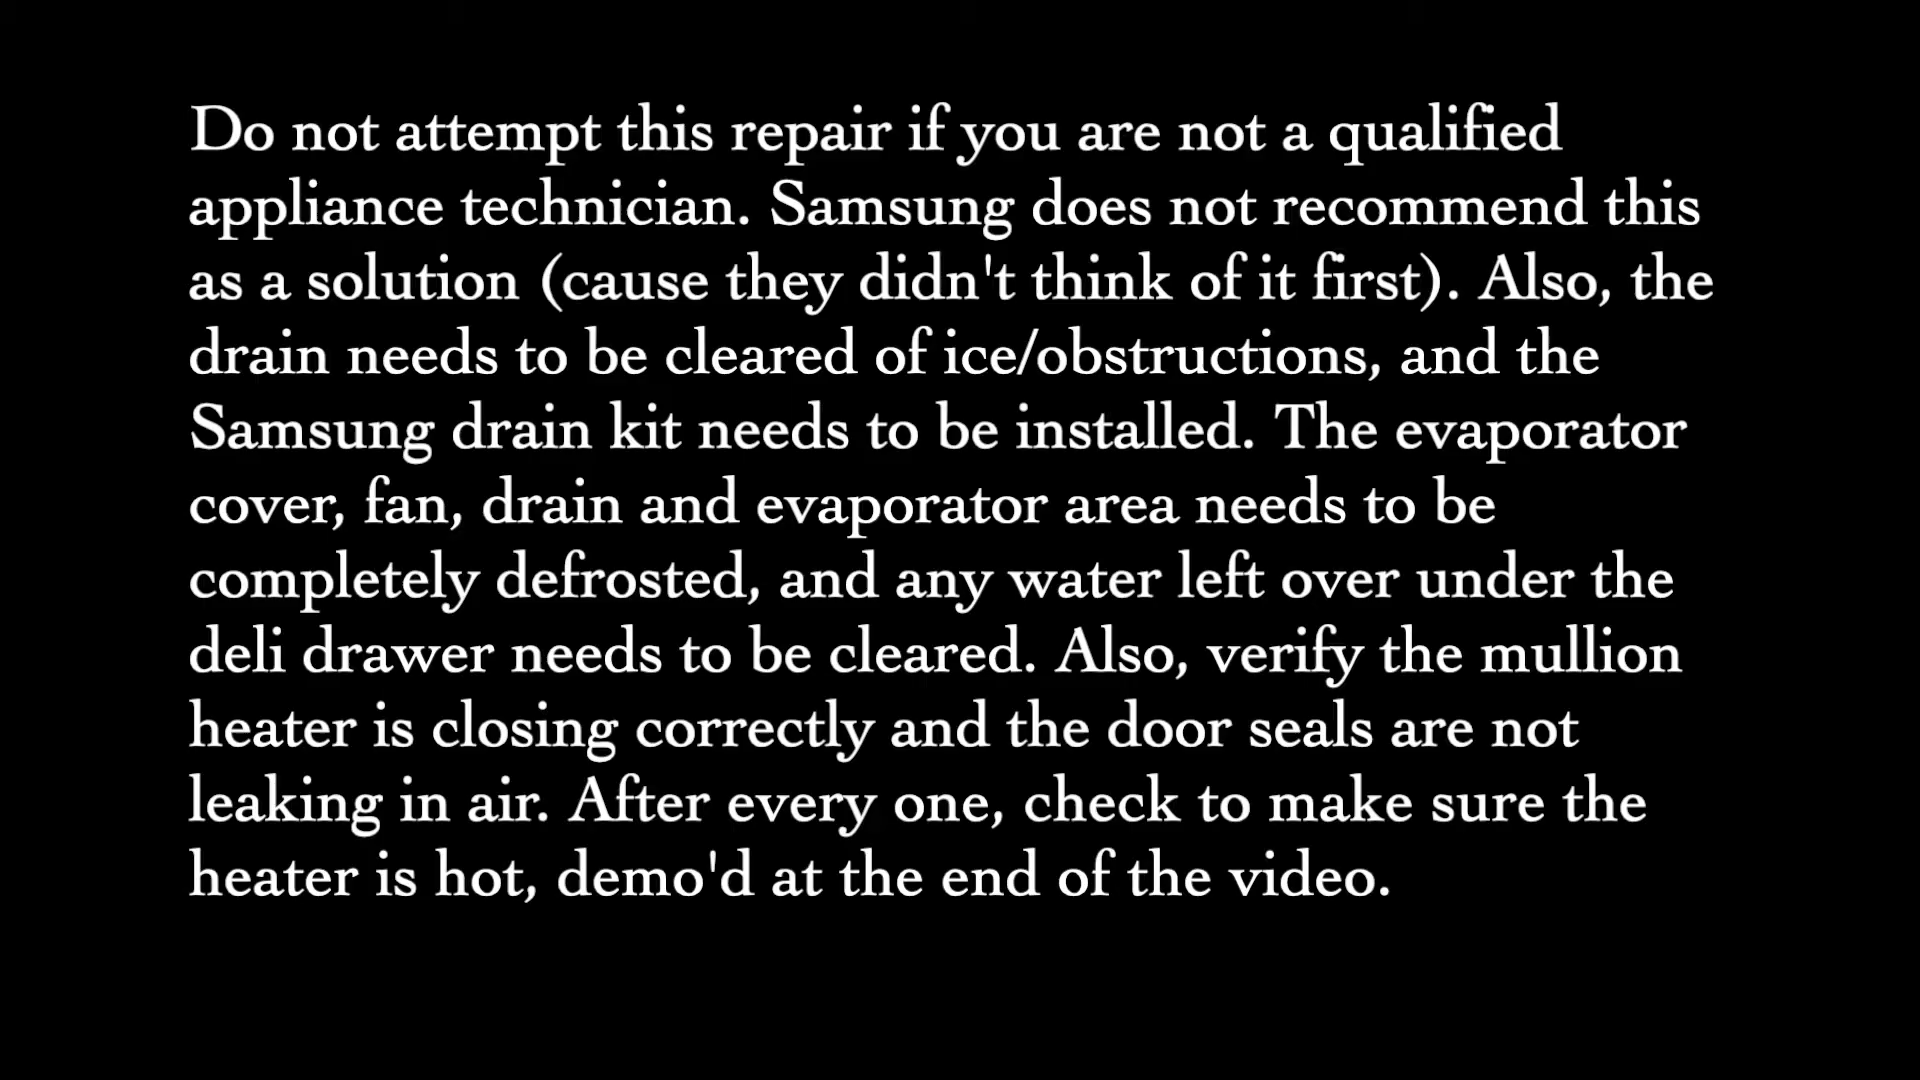 Do not attempt this repair if you are not a qualified
appliance technician. Samsung does not recommend this
as a solution (cause they didn't think of it first). Also, the
drain needs to be cleared of ice/obstructions, and the
Samsung drain kit needs to be installed. The evaporator
cover, fan, drain and evaporator area needs to be
completely defrosted, and any water left over under the
deli drawer needs to be cleared. Also, verify the mullion
heater is closing correctly and the door seals are not
leaking in air. After every one, check to make sure the
heater is hot, demo'd at the end of the video.